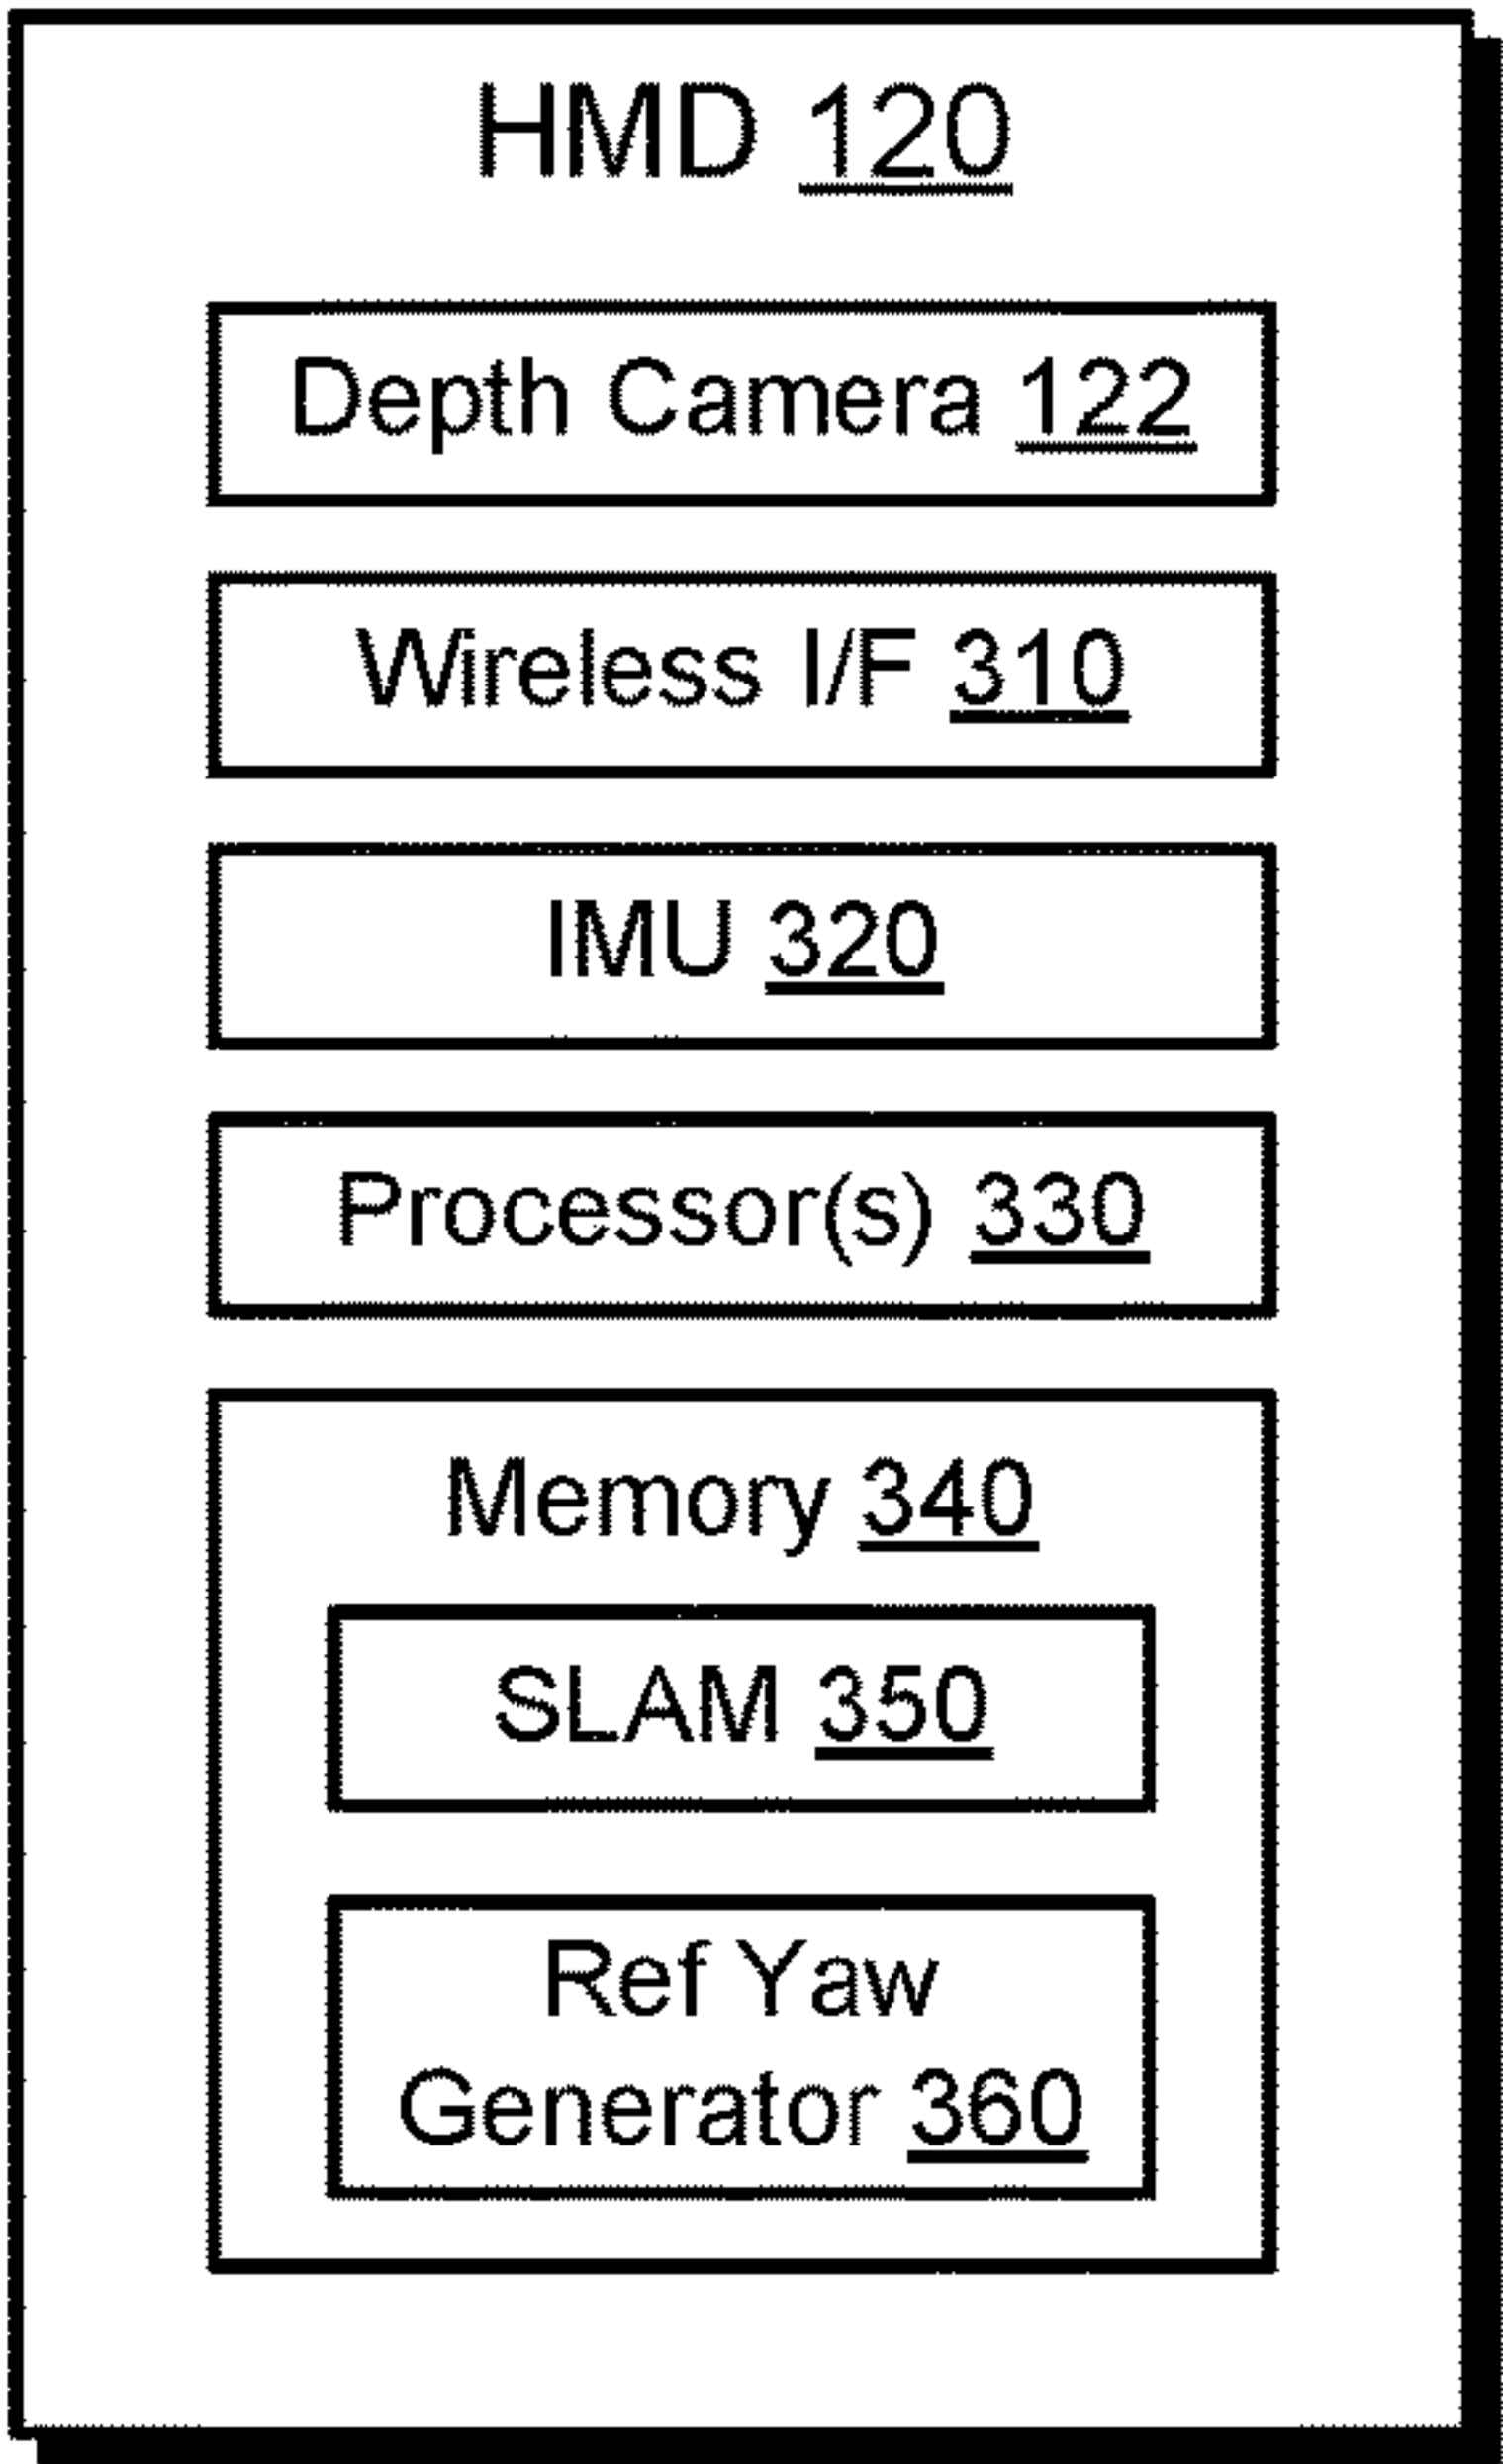 HMD 120
Depth Camera 122
Wireless I/F 310
IMU 320
Processor(s) 330
Memory 340
SLAM 350
Ref Yaw
Generator 360